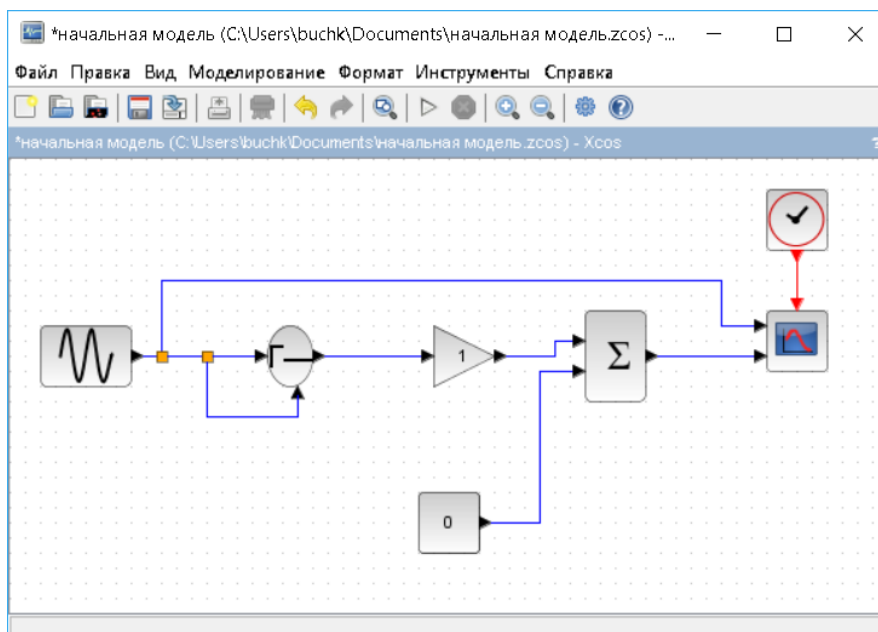 *начальная модель (C:\Users\buchk\Documents\начальная модель.zcos) -...
Файл Правка Вид Моделирование Формат Инструменты Справка
*начальная модель (C:\Users\buchk\Documents\начальная модель.zcos) - Xcos ?
1
Σ
0